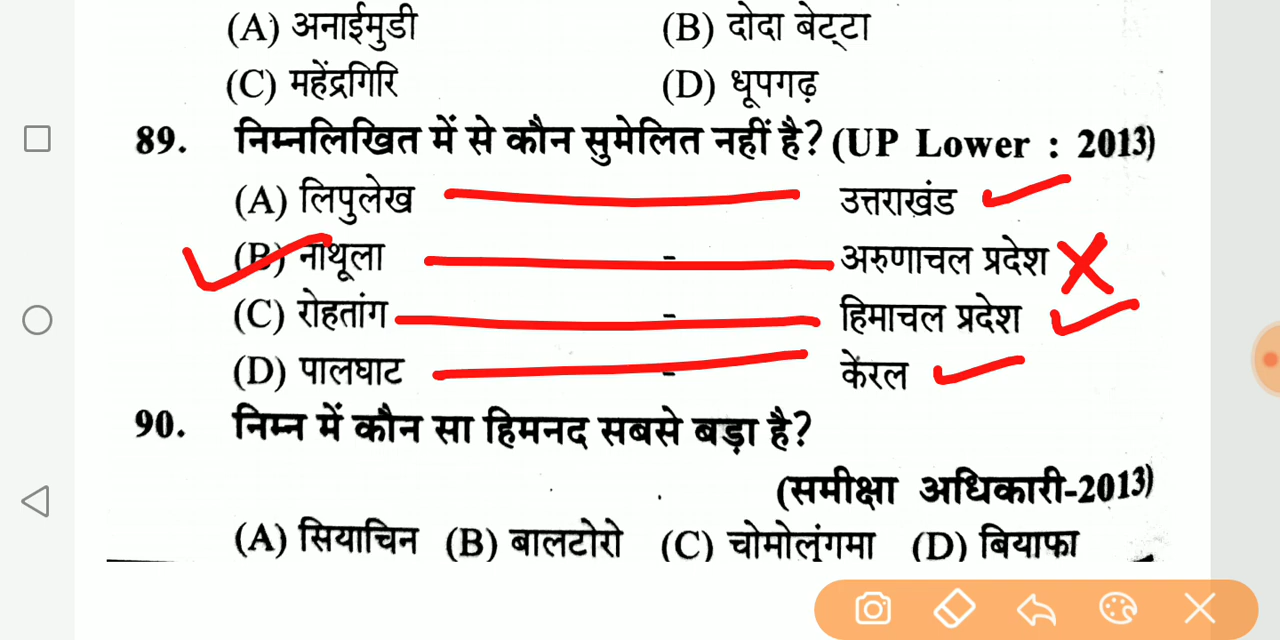 (A) अनाईमुडी (B) दोदा बेट्टा
(C) महेंद्रगिरि (D) धूपगढ़
89. निम्नलिखित में से कौन सुमेलित नहीं है? (UP Lower : 2013)
(A) लिपुलेख उत्तराखंड
(B) नाथूला - अरुणाचल प्रदेश
(C) रोहतांग - हिमाचल प्रदेश
(D) पालघाट - केरल
90. निम्न में कौन सा हिमनद सबसे बड़ा है?
(समीक्षा अधिकारी-2013)
(A) सियाचिन (B) बालटोरो (C) चोमोलुंगमा (D) बियाफा